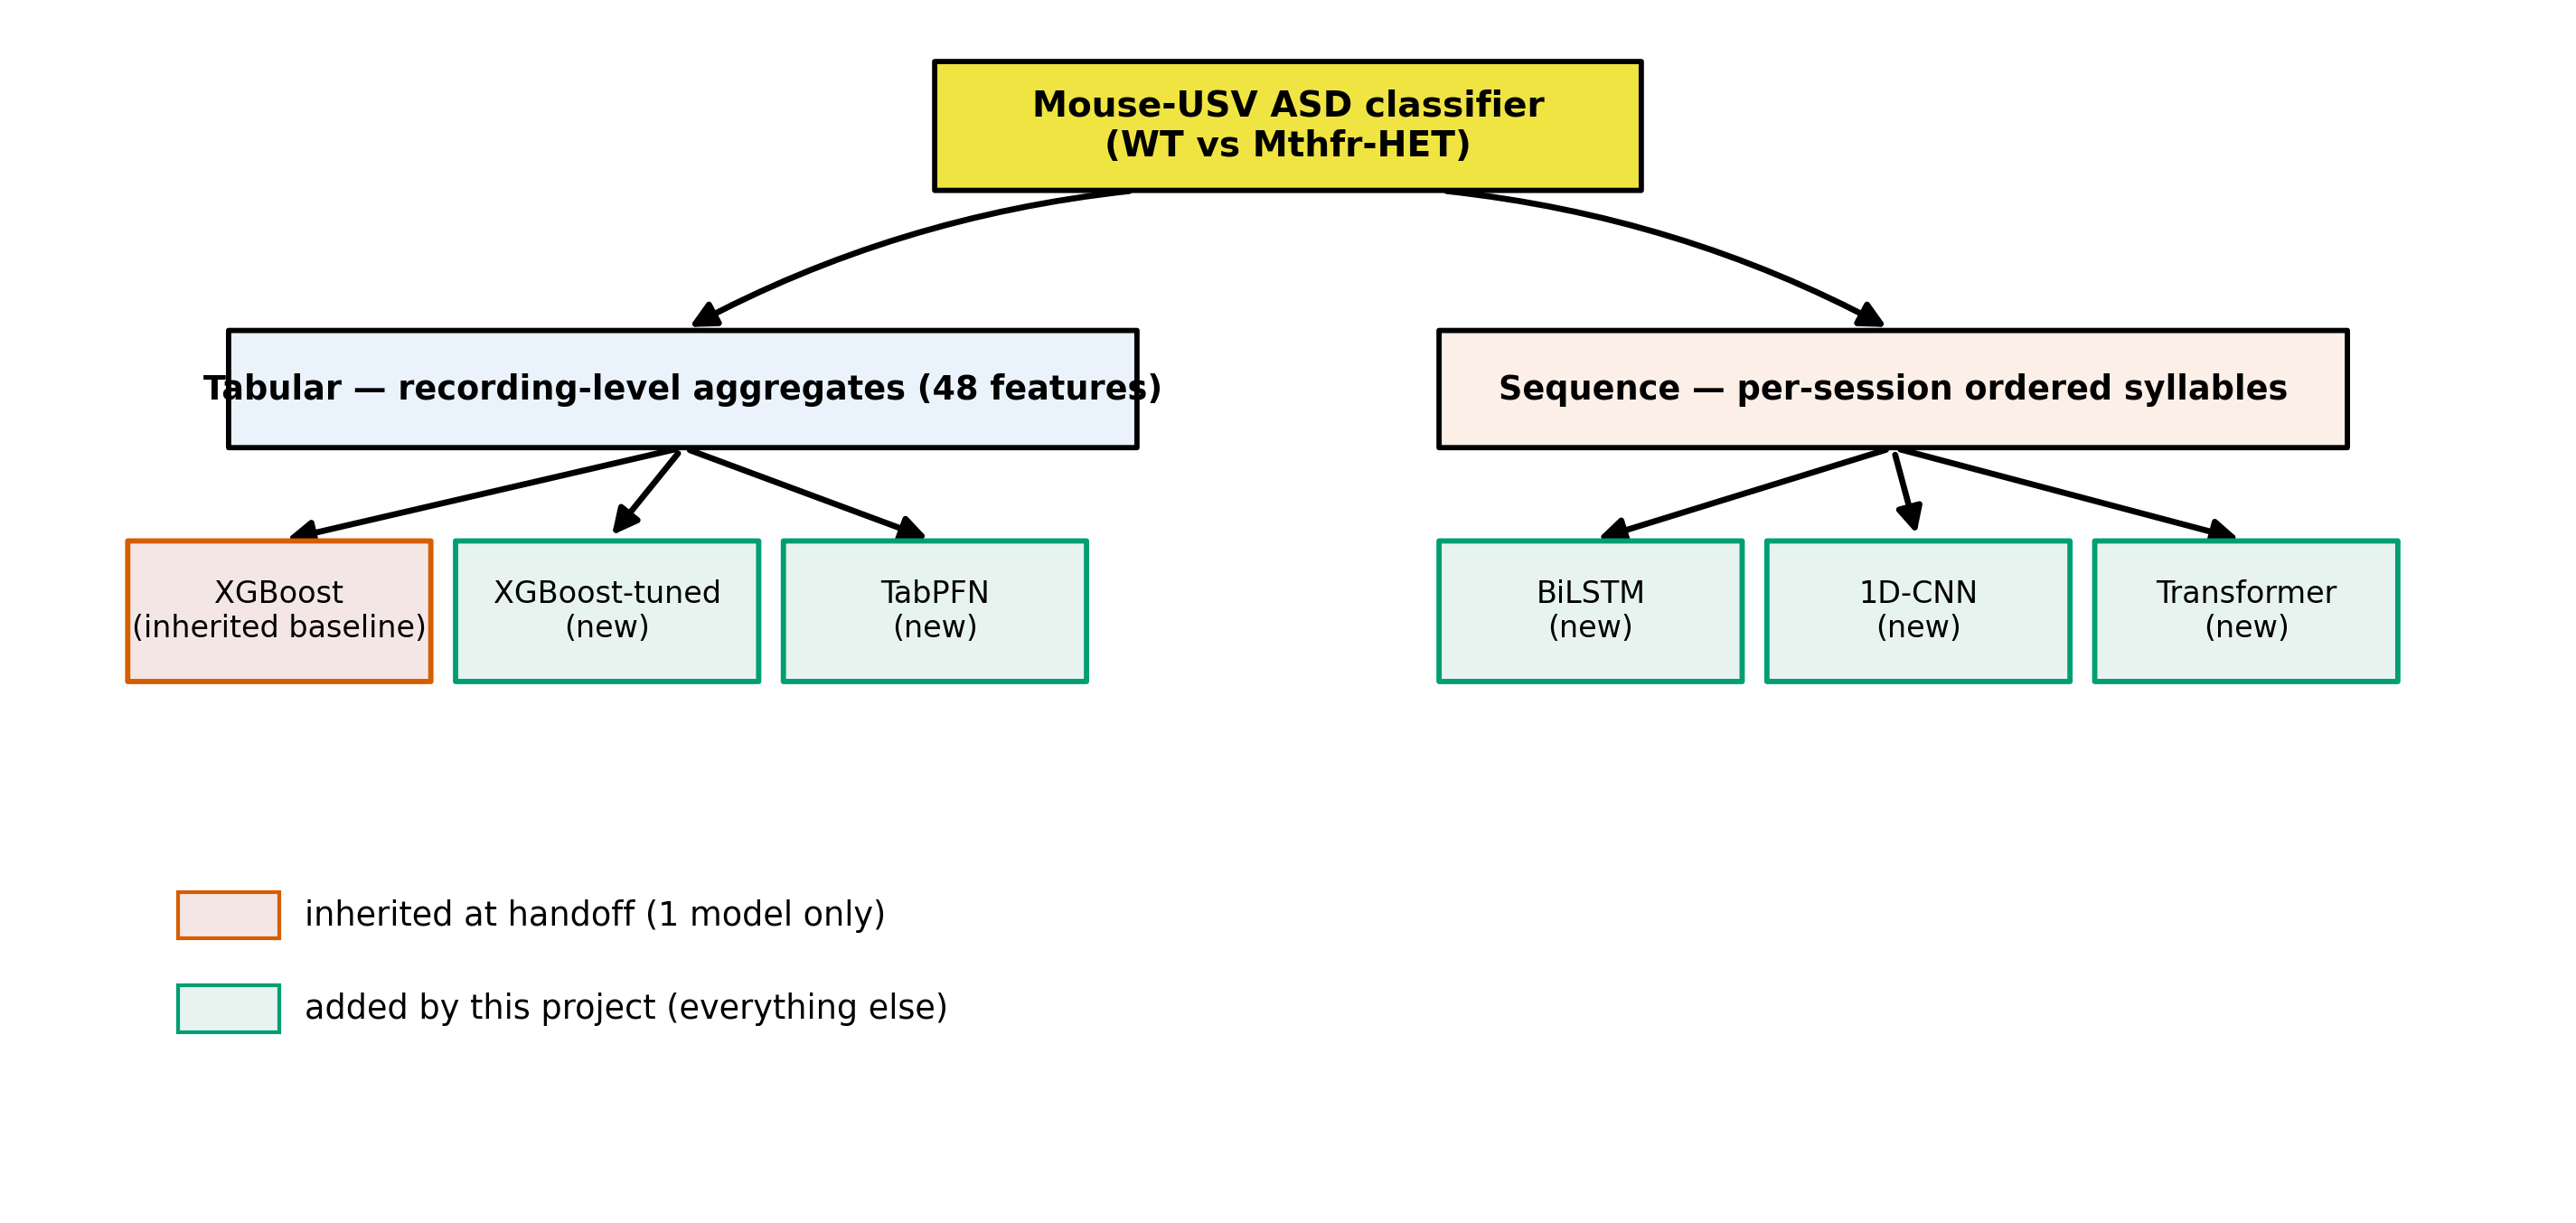 Mouse-USV ASD classifier
(WT vs Mthfr-HET)
Tabular — recording-level aggregates (48 features)
Sequence — per-session ordered syllables
XGBoost
(inherited baseline)
XGBoost-tuned
(new)
TabPFN
(new)
BiLSTM
(new)
1D-CNN
(new)
Transformer
(new)
inherited at handoff (1 model only)
added by this project (everything else)